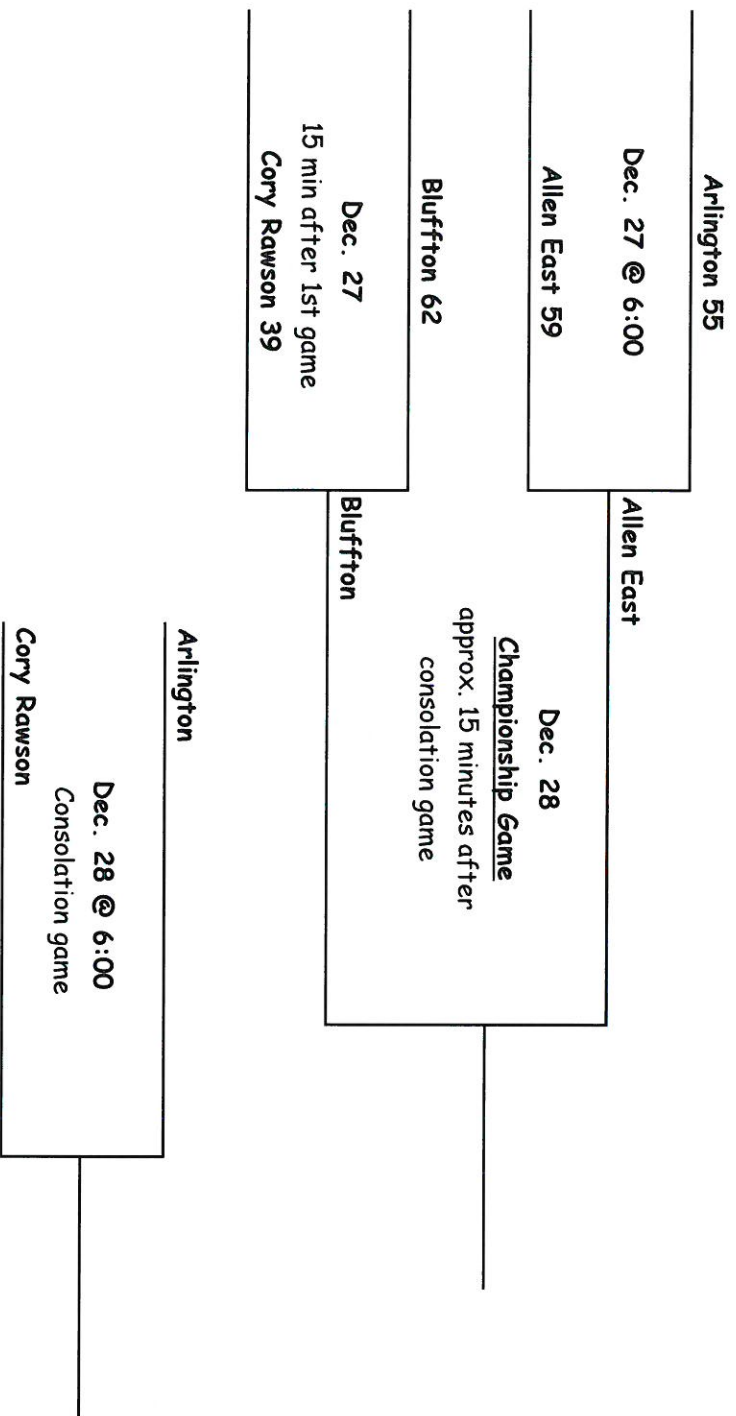 Arlington 55
Dec. 27 @ 6:00
Allen East 59
Allen East
Bluffton 62
Dec. 27
15 min after 1st game
Cory Rawson 39
Bluffton
Dec. 28
Championship Game
approx. 15 minutes after
consolation game
Arlington
Dec. 28 @ 6:00
Consolation game
Cory Rawson